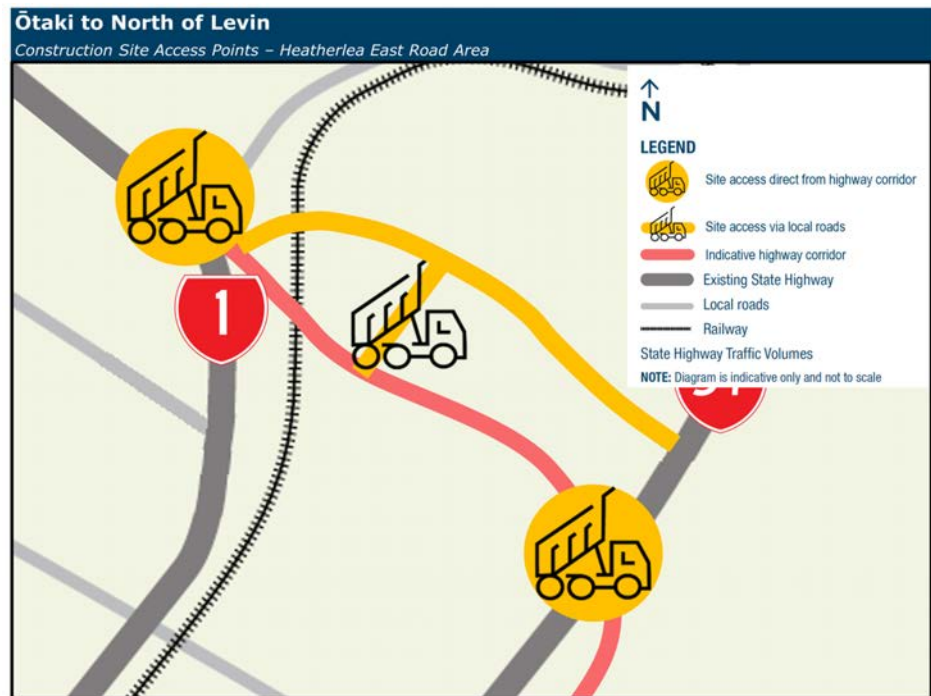 Ōtaki to North of Levin
Construction Site Access Points – Heatherlea East Road Area
N
LEGEND
Site access direct from highway corridor
Site access via local roads
Indicative highway corridor
Existing State Highway
Local roads
Railway
State Highway Traffic Volumes
NOTE: Diagram is indicative only and not to scale
1